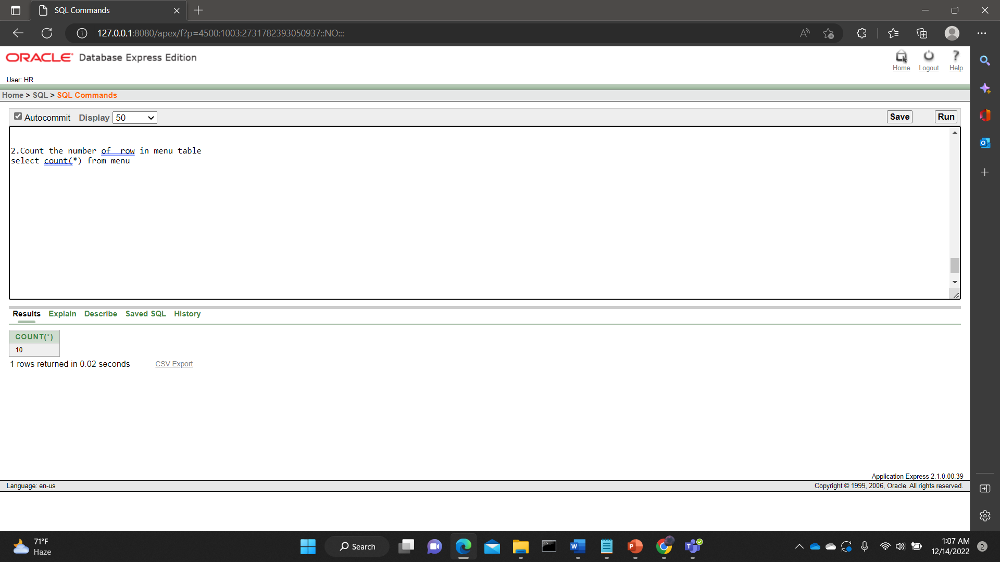 SQL Commands
127.0.0.1:8080/apex/f?p=4500:1003:2731782393050937::NO:::
ORACLE Database Express Edition
Home Logout Help
User: HR
Home > SQL > SQL Commands
Autocommit Display 50 Save Run
2.Count the number of  row in menu table
select count(*) from menu
Results Explain Describe Saved SQL History
COUNT(*)
10
1 rows returned in 0.02 seconds CSV Export
Application Express 2.1.0.00.39
Language: en-us Copyright © 1999, 2006, Oracle. All rights reserved.
71°F
Haze
Search
1:07 AM
12/14/2022
2